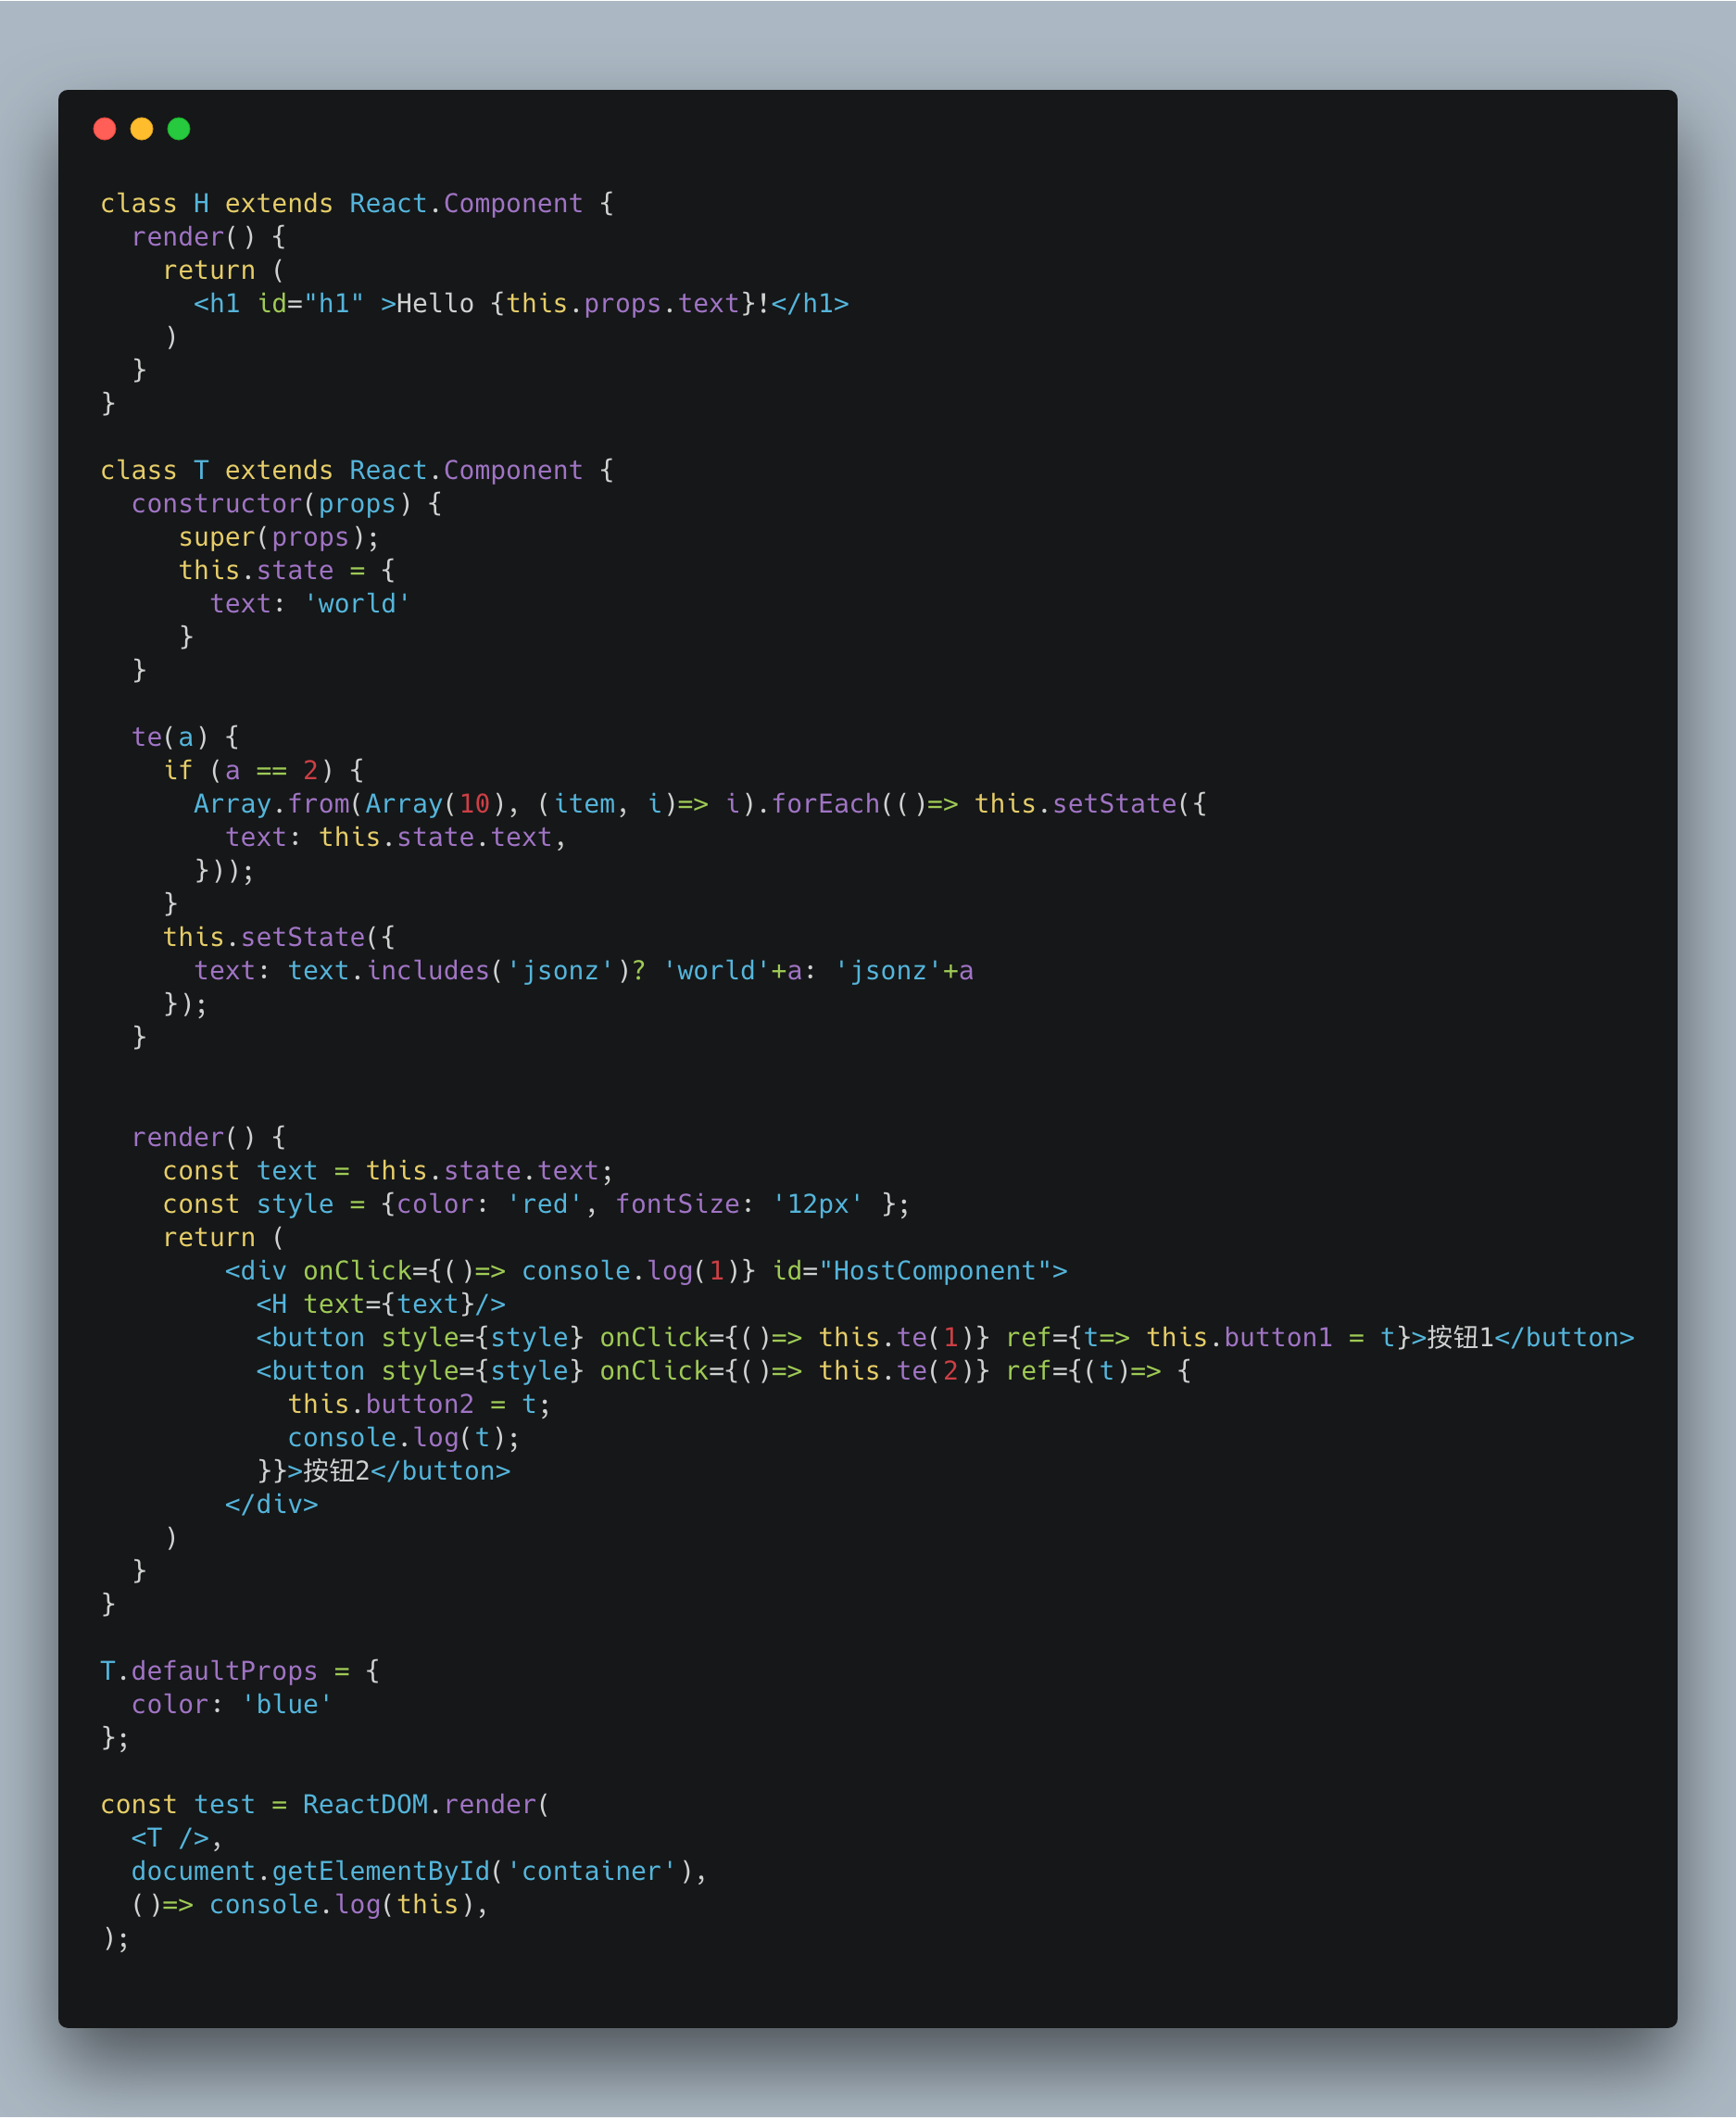 class H extends React.Component {
  render() {
    return (
      <h1 id="h1" >Hello {this.props.text}!</h1>
    )
  }
}

class T extends React.Component {
  constructor(props) {
     super(props);
     this.state = {
       text: 'world'
     }
  }

  te(a) {
    if (a == 2) {
      Array.from(Array(10), (item, i)=> i).forEach(()=> this.setState({
        text: this.state.text,
      }));
    }
    this.setState({
      text: text.includes('jsonz')? 'world'+a: 'jsonz'+a
    });
  }


  render() {
    const text = this.state.text;
    const style = {color: 'red', fontSize: '12px' };
    return (
        <div onClick={()=> console.log(1)} id="HostComponent">
          <H text={text}/>
          <button style={style} onClick={()=> this.te(1)} ref={t=> this.button1 = t}>按钮1</button>
          <button style={style} onClick={()=> this.te(2)} ref={(t)=> {
            this.button2 = t;
            console.log(t);
          }}>按钮2</button>
        </div>
    )
  }
}

T.defaultProps = {
  color: 'blue'
};

const test = ReactDOM.render(
  <T />,
  document.getElementById('container'),
  ()=> console.log(this),
);